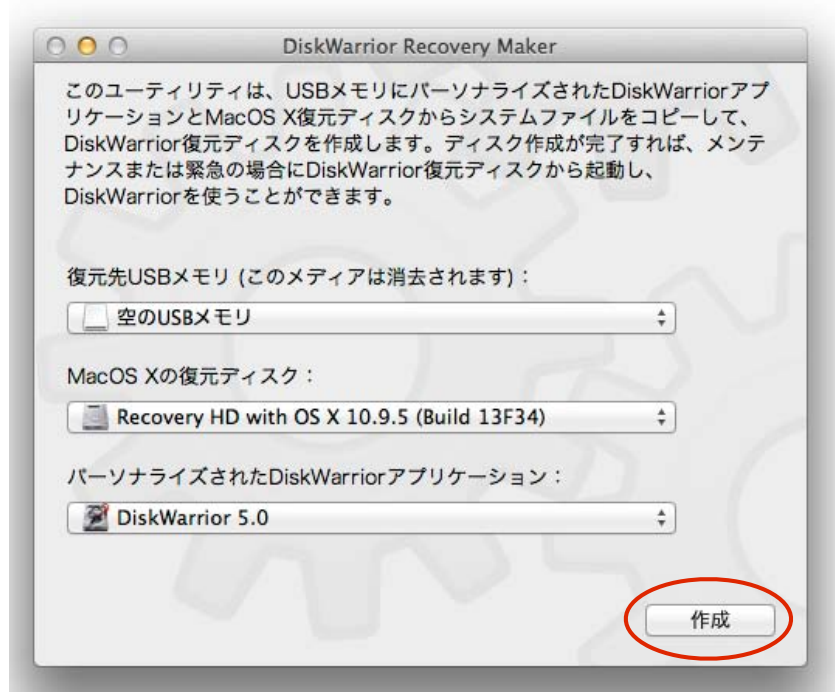 DiskWarrior Recovery Maker
このユーティリティは、USBメモリにパーソナライズされたDiskWarriorアプ
リケーションとMacOS X復元ディスクからシステムファイルをコピーして、
DiskWarrior復元ディスクを作成します。ディスク作成が完了すれば、メンテ
ナンスまたは緊急の場合にDiskWarrior復元ディスクから起動し、
DiskWarriorを使うことができます。
復元先USBメモリ (このメディアは消去されます)：
空のUSBメモリ
MacOS Xの復元ディスク：
Recovery HD with OS X 10.9.5 (Build 13F34)
パーソナライズされたDiskWarriorアプリケーション：
DiskWarrior 5.0
作成